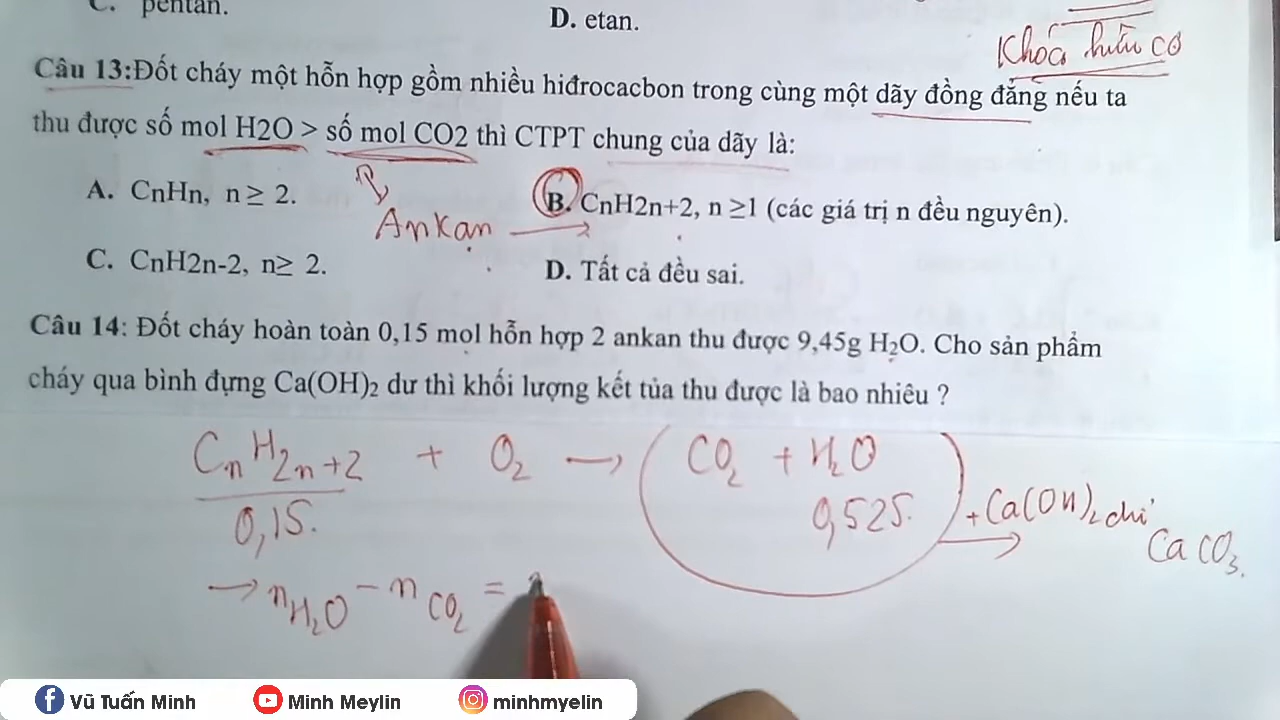 C. pentan.
D. etan.
Khoá hữu cơ
Câu 13:Đốt cháy một hỗn hợp gồm nhiều hiđrocacbon trong cùng một dãy đồng đẳng nếu ta
thu được số mol H2O > số mol CO2 thì CTPT chung của dãy là:
A. CnHn, n ≥ 2.
B. CnH2n+2, n ≥1 (các giá trị n đều nguyên).
Ankan
C. CnH2n-2, n≥ 2.
D. Tất cả đều sai.
Câu 14: Đốt cháy hoàn toàn 0,15 mol hỗn hợp 2 ankan thu được 9,45g H₂O. Cho sản phẩm
cháy qua bình đựng Ca(OH)₂ dư thì khối lượng kết tủa thu được là bao nhiêu ?
CnH2n+2 + O₂ → CO₂ + H₂O
0,15. 0,525.
+ Ca(OH)₂ dư
CaCO₃.
→ nH₂O - nCO₂ =
Vũ Tuấn Minh
Minh Meylin
minhmyelin